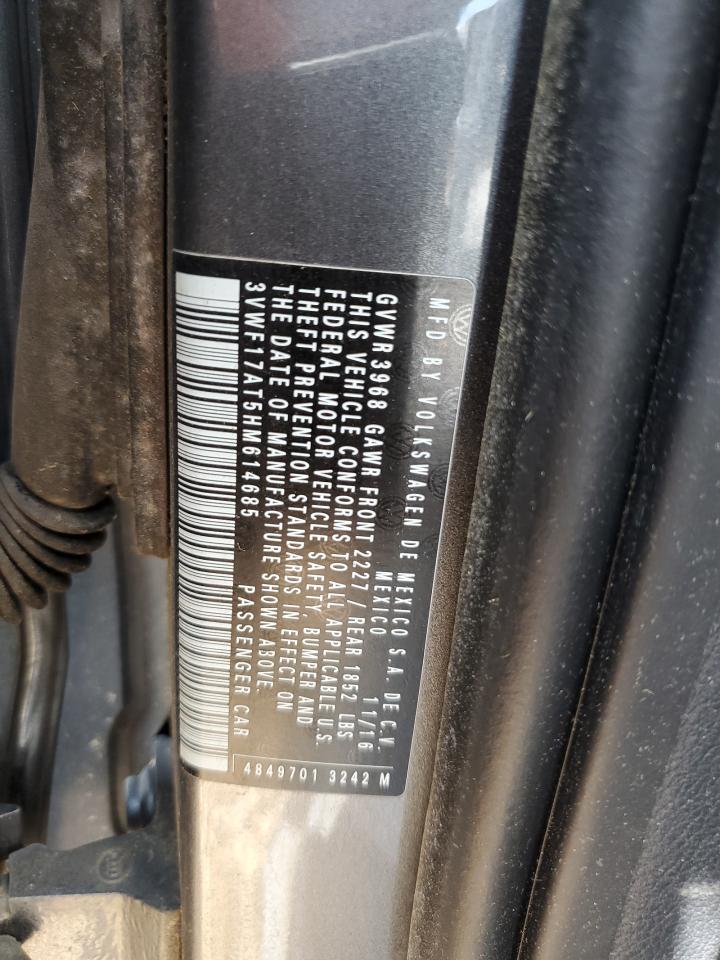 MFD BY VOLKSWAGEN DE MEXICO S.A. DE C.V.
MEXICO 11/16
GVWR 3968 GAWR FRONT 2227 / REAR 1852 LBS
THIS VEHICLE CONFORMS TO ALL APPLICABLE U.S.
FEDERAL MOTOR VEHICLE SAFETY, BUMPER AND
THEFT PREVENTION STANDARDS IN EFFECT ON
THE DATE OF MANUFACTURE SHOWN ABOVE.
3VWF17AT5HM614685 PASSENGER CAR
4849701 3242 M